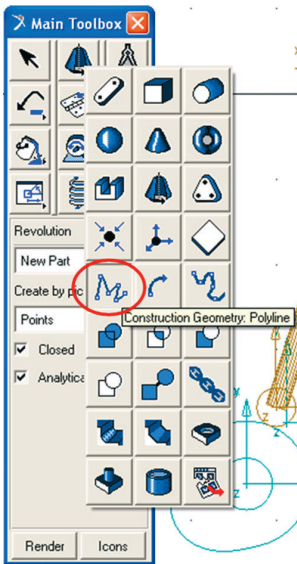 Main Toolbox
Revolution
New Part
Create by pic
Points
Closed
Analytica
Construction Geometry: Polyline
Render
Icons
x
y
z
z
z